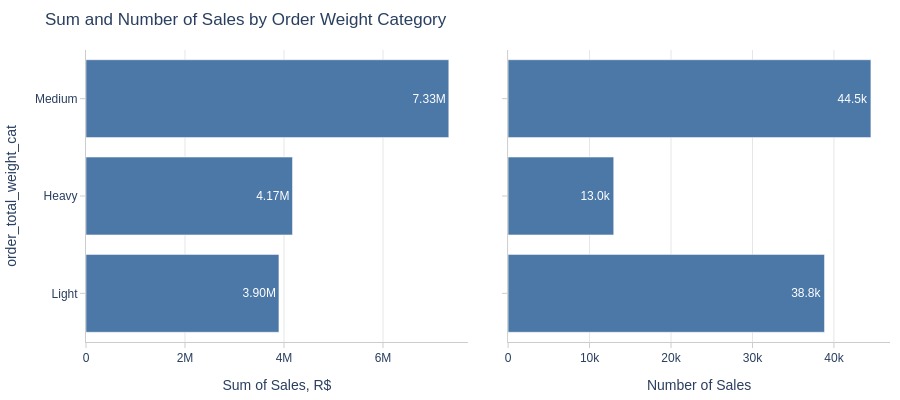 Sum and Number of Sales by Order Weight Category
order_total_weight_cat
Medium
Heavy
Light
7.33M
4.17M
3.90M
0 2M 4M 6M
Sum of Sales, R$
44.5k
13.0k
38.8k
0 10k 20k 30k 40k
Number of Sales